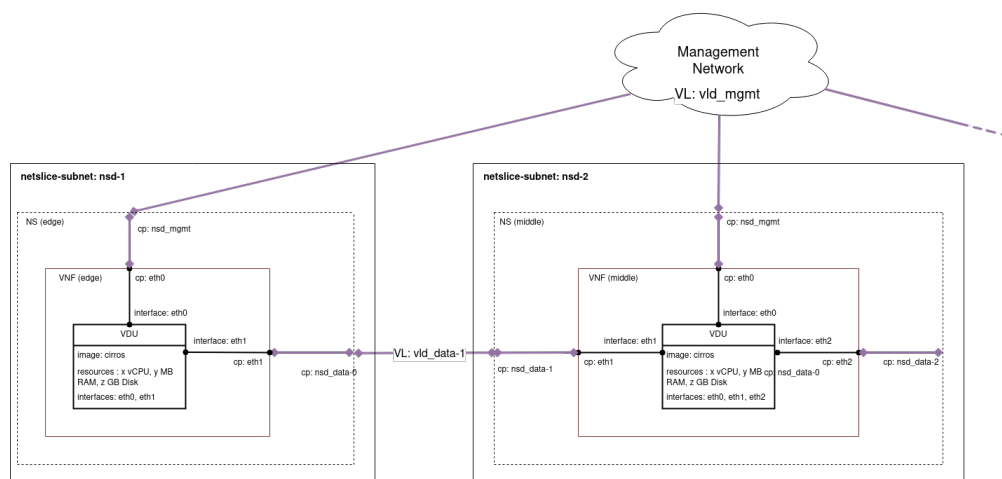 Management
Network
VL: vld_mgmt
netslice-subnet: nsd-1
NS (edge)
cp: nsd_mgmt
VNF (edge)
cp: eth0
interface: eth0
VDU
interface: eth1
image: cirros
resources : x vCPU, y MB
RAM, z GB Disk
interfaces: eth0, eth1
cp: eth1
cp: nsd_data-0
VL: vld_data-1
netslice-subnet: nsd-2
NS (middle)
cp: nsd_mgmt
VNF (middle)
cp: eth0
interface: eth0
interface: eth1
VDU
interface: eth2
cp: nsd_data-1
cp: eth1
image: cirros
resources : x vCPU, y MB
RAM, z GB Disk
interfaces: eth0, eth1, eth2
cp: nsd_data-0
cp: eth2
cp: nsd_data-2